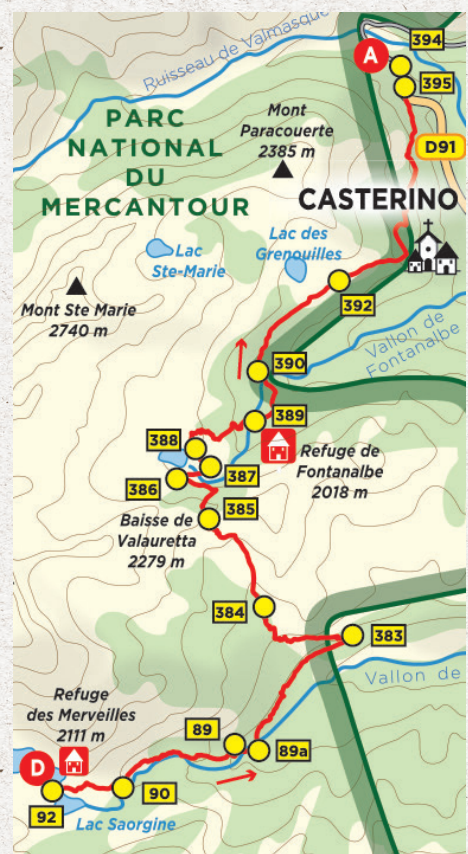 Ruisseau de Valmasque
A
394
395
PARC
NATIONAL
DU
MERCANTOUR
Mont
Paracouerte
2385 m
D91
CASTERINO
Lac des
Grenouilles
Lac
Ste-Marie
392
Mont Ste Marie
2740 m
Vallon de
Fontanalbe
390
389
388
387
386
Refuge de
Fontanalbe
2018 m
385
Baisse de
Valauretta
2279 m
384
383
Vallon de
Refuge
des Merveilles
2111 m
89
89a
D
90
92
Lac Saorgine